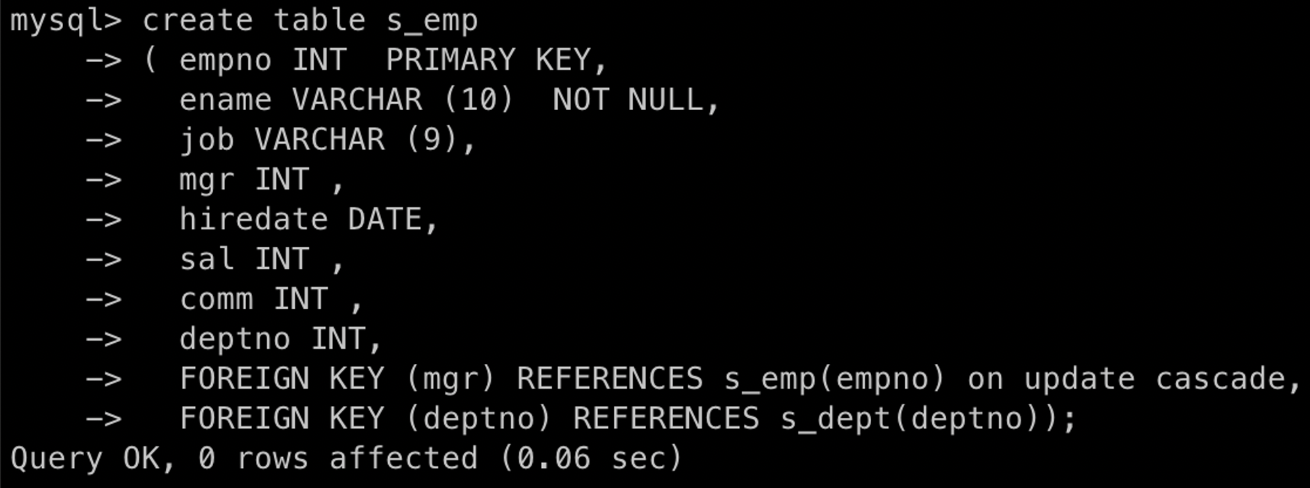 mysql> create table s_emp
    -> ( empno INT  PRIMARY KEY,
    ->   ename VARCHAR (10)  NOT NULL,
    ->   job VARCHAR (9),
    ->   mgr INT ,
    ->   hiredate DATE,
    ->   sal INT ,
    ->   comm INT ,
    ->   deptno INT,
    ->   FOREIGN KEY (mgr) REFERENCES s_emp(empno) on update cascade,
    ->   FOREIGN KEY (deptno) REFERENCES s_dept(deptno));
Query OK, 0 rows affected (0.06 sec)